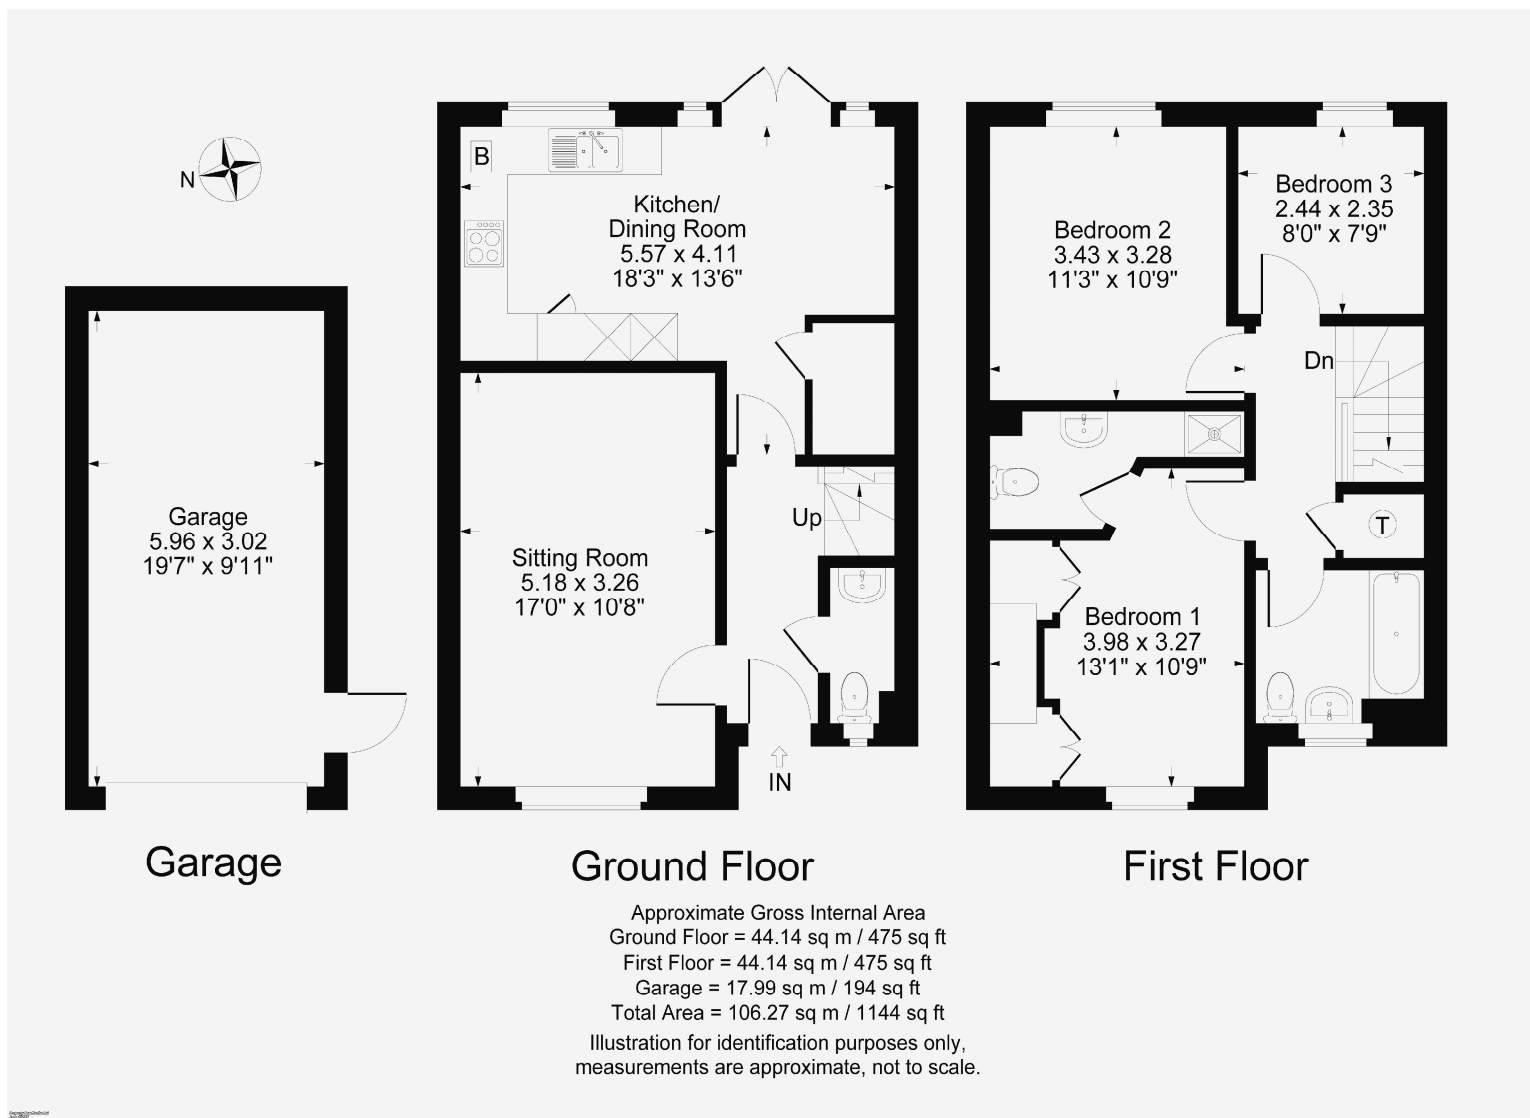 N
B
Kitchen/
Dining Room
5.57 x 4.11
18'3" x 13'6"
Bedroom 2
3.43 x 3.28
11'3" x 10'9"
Bedroom 3
2.44 x 2.35
8'0" x 7'9"
Dn
Garage
5.96 x 3.02
19'7" x 9'11"
Sitting Room
5.18 x 3.26
17'0" x 10'8"
Up
IN
T
Bedroom 1
3.98 x 3.27
13'1" x 10'9"
Garage
Ground Floor
First Floor
Approximate Gross Internal Area
Ground Floor = 44.14 sq m / 475 sq ft
First Floor = 44.14 sq m / 475 sq ft
Garage = 17.99 sq m / 194 sq ft
Total Area = 106.27 sq m / 1144 sq ft
Illustration for identification purposes only,
measurements are approximate, not to scale.